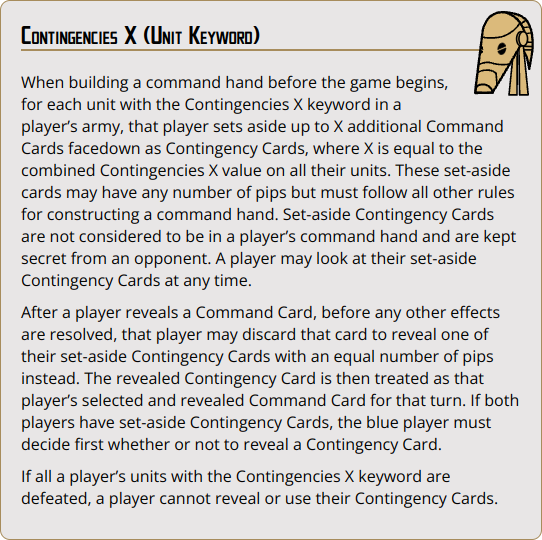 Contingencies X (Unit Keyword)
When building a command hand before the game begins,
for each unit with the Contingencies X keyword in a
player’s army, that player sets aside up to X additional Command
Cards facedown as Contingency Cards, where X is equal to the
combined Contingencies X value on all their units. These set-aside
cards may have any number of pips but must follow all other rules
for constructing a command hand. Set-aside Contingency Cards
are not considered to be in a player’s command hand and are kept
secret from an opponent. A player may look at their set-aside
Contingency Cards at any time.
After a player reveals a Command Card, before any other effects
are resolved, that player may discard that card to reveal one of
their set-aside Contingency Cards with an equal number of pips
instead. The revealed Contingency Card is then treated as that
player’s selected and revealed Command Card for that turn. If both
players have set-aside Contingency Cards, the blue player must
decide first whether or not to reveal a Contingency Card.
If all a player’s units with the Contingencies X keyword are
defeated, a player cannot reveal or use their Contingency Cards.